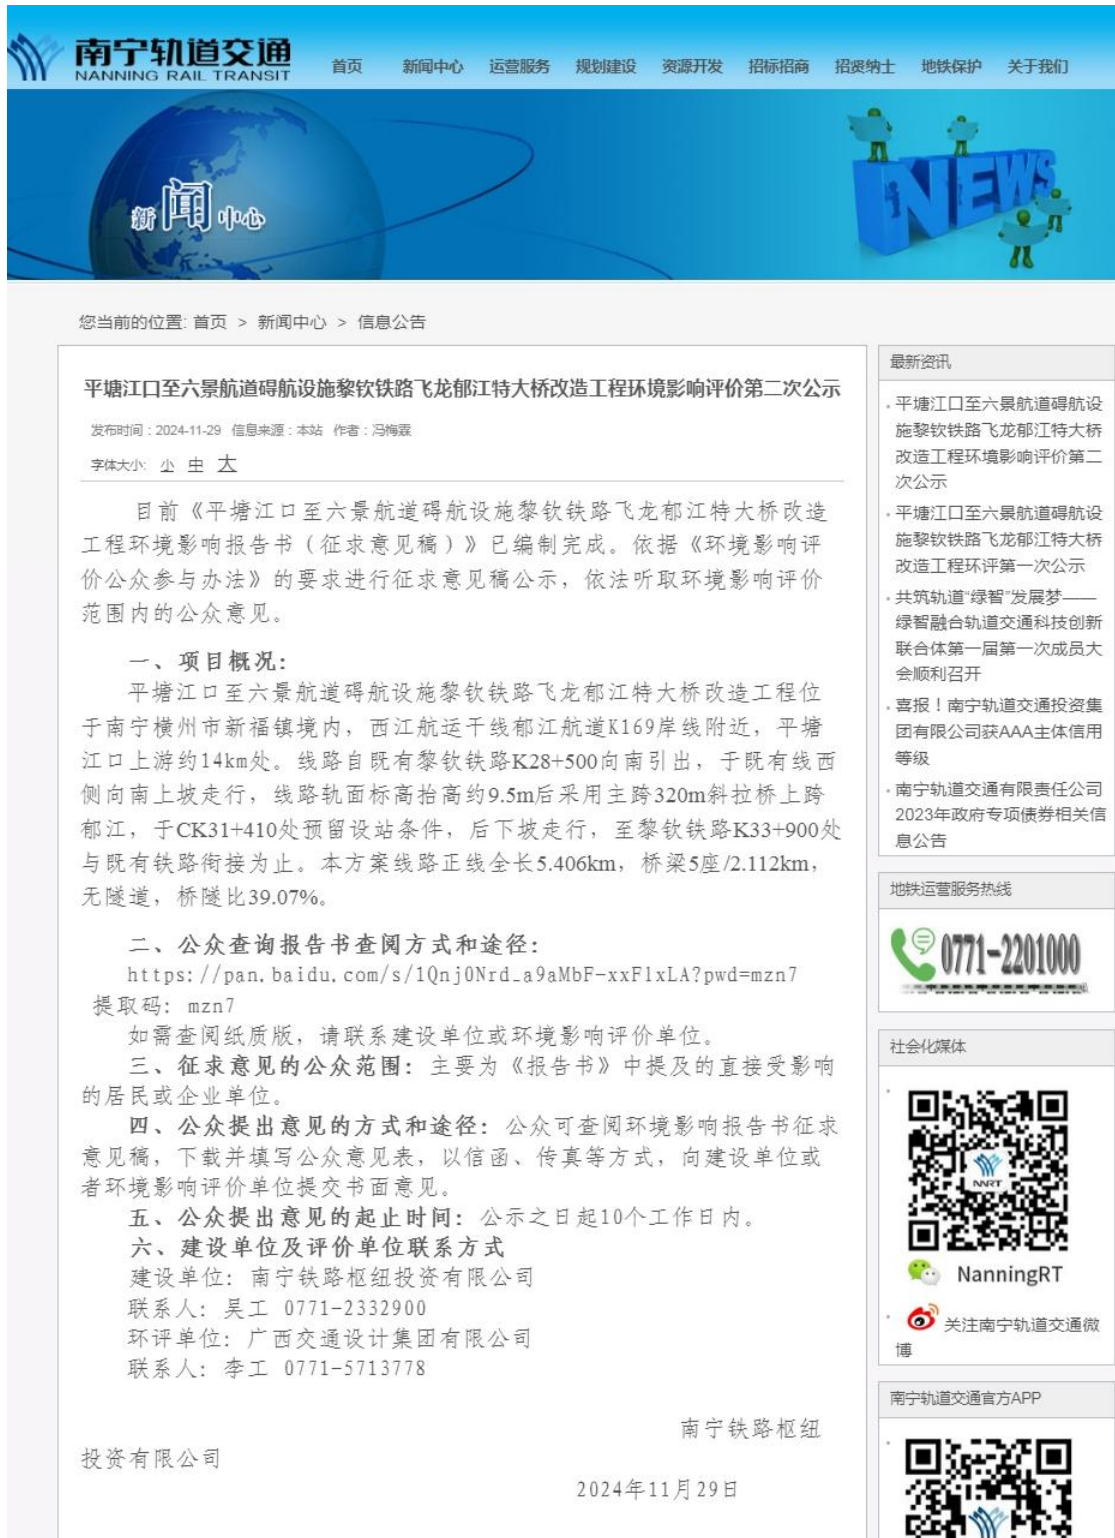 南宁轨道交通
NANNING RAIL TRANSIT
首页 新闻中心 运营服务 规划建设 资源开发 招标招商 招贤纳士 地铁保护 关于我们
新闻中心
NEWS
您当前的位置: 首页 > 新闻中心 > 信息公告
平塘江口至六景航道碍航设施黎钦铁路飞龙郁江特大桥改造工程环境影响评价第二次公示
发布时间：2024-11-29 信息来源：本站 作者：冯梅霖
字体大小: 小 中 大
目前《平塘江口至六景航道碍航设施黎钦铁路飞龙郁江特大桥改造
工程环境影响报告书（征求意见稿）》已编制完成。依据《环境影响评
价公众参与办法》的要求进行征求意见稿公示，依法听取环境影响评价
范围内的公众意见。
一、项目概况：
平塘江口至六景航道碍航设施黎钦铁路飞龙郁江特大桥改造工程位
于南宁横州市新福镇境内，西江航运干线郁江航道K169岸线附近，平塘
江口上游约14km处。线路自既有黎钦铁路K28+500向南引出，于既有线西
侧向南上坡走行，线路轨面标高抬高约9.5m后采用主跨320m斜拉桥上跨
郁江，于CK31+410处预留设站条件，后下坡走行，至黎钦铁路K33+900处
与既有铁路衔接为止。本方案线路正线全长5.406km，桥梁5座/2.112km，
无隧道，桥隧比39.07%。
二、公众查询报告书查阅方式和途径：
https://pan.baidu.com/s/1Qnj0Nrd_a9aMbF-xxFlxLA?pwd=mzn7
提取码：mzn7
如需查阅纸质版，请联系建设单位或环境影响评价单位。
三、征求意见的公众范围：主要为《报告书》中提及的直接受影响
的居民或企业单位。
四、公众提出意见的方式和途径：公众可查阅环境影响报告书征求
意见稿，下载并填写公众意见表，以信函、传真等方式，向建设单位或
者环境影响评价单位提交书面意见。
五、公众提出意见的起止时间：公示之日起10个工作日内。
六、建设单位及评价单位联系方式
建设单位：南宁铁路枢纽投资有限公司
联系人：吴工 0771-2332900
环评单位：广西交通设计集团有限公司
联系人：李工 0771-5713778
南宁铁路枢纽
投资有限公司
2024年11月29日
最新资讯
平塘江口至六景航道碍航设
施黎钦铁路飞龙郁江特大桥
改造工程环境影响评价第二
次公示
平塘江口至六景航道碍航设
施黎钦铁路飞龙郁江特大桥
改造工程环评第一次公示
共筑轨道“绿智”发展梦——
绿智融合轨道交通科技创新
联合体第一届第一次成员大
会顺利召开
喜报！南宁轨道交通投资集
团有限公司获AAA主体信用
等级
南宁轨道交通有限责任公司
2023年政府专项债券相关信
息公告
地铁运营服务热线
0771-2201000
社会化媒体
NNRT
NanningRT
关注南宁轨道交通微
博
南宁轨道交通官方APP